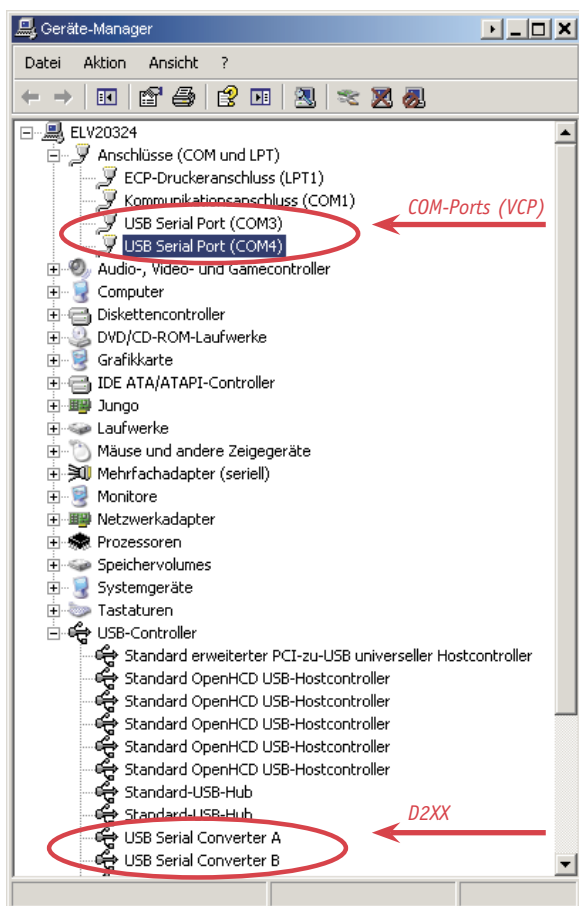 Geräte-Manager
Datei Aktion Ansicht ?
ELV20324
Anschlüsse (COM und LPT)
ECP-Druckeranschluss (LPT1)
Kommunikationsanschluss (COM1)
COM-Ports (VCP)
USB Serial Port (COM3)
USB Serial Port (COM4)
Audio-, Video- und Gamecontroller
Computer
Diskettencontroller
DVD/CD-ROM-Laufwerke
Grafikkarte
IDE ATA/ATAPI-Controller
Jungo
Laufwerke
Mäuse und andere Zeigegeräte
Mehrfachadapter (seriell)
Monitore
Netzwerkadapter
Prozessoren
Speichervolumes
Systemgeräte
Tastaturen
USB-Controller
Standard erweiterter PCI-zu-USB universeller Hostcontroller
Standard OpenHCD USB-Hostcontroller
Standard OpenHCD USB-Hostcontroller
Standard OpenHCD USB-Hostcontroller
Standard OpenHCD USB-Hostcontroller
Standard OpenHCD USB-Hostcontroller
Standard-USB-Hub
Standard-USB-Hub
D2XX
USB Serial Converter A
USB Serial Converter B